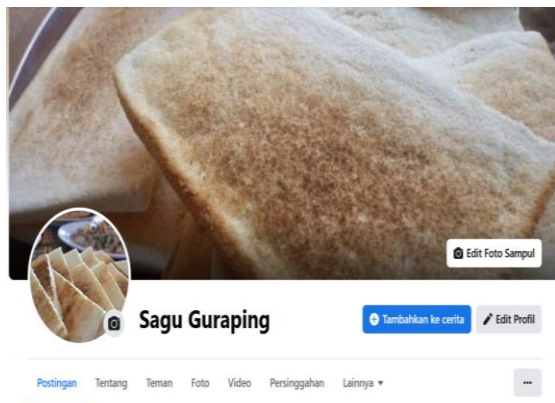 Edit Foto Sampul
Sagu Guraping
Tambahkan ke cerita
Edit Profil
Postingan Tentang Teman Foto Video Persinggahan Lainnya